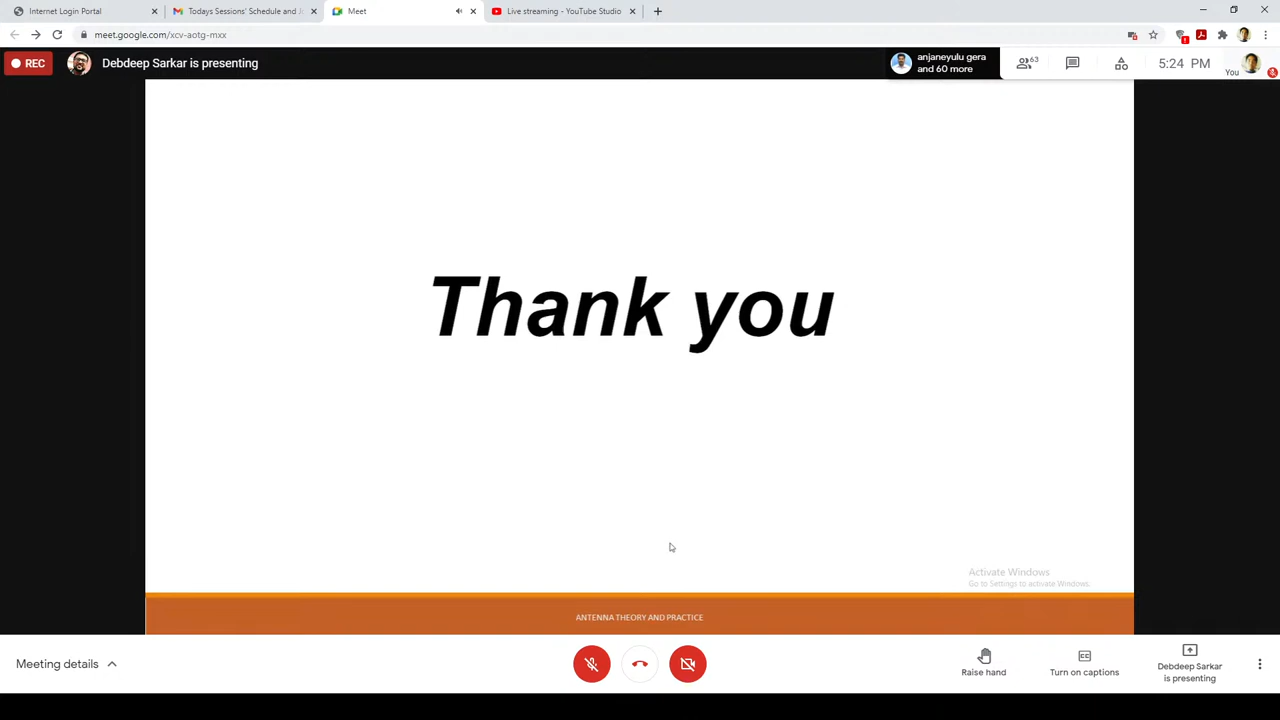 Internet Login Portal
Todays Sessions' Schedule and Jo
Meet
Live streaming - YouTube Studio
meet.google.com/xcv-aotg-mxx
REC
Debdeep Sarkar is presenting
anjaneyulu gera
and 60 more
63
5:24 PM
You
Thank you
Activate Windows
Go to Settings to activate Windows.
ANTENNA THEORY AND PRACTICE
Meeting details
Raise hand
Turn on captions
Debdeep Sarkar
is presenting